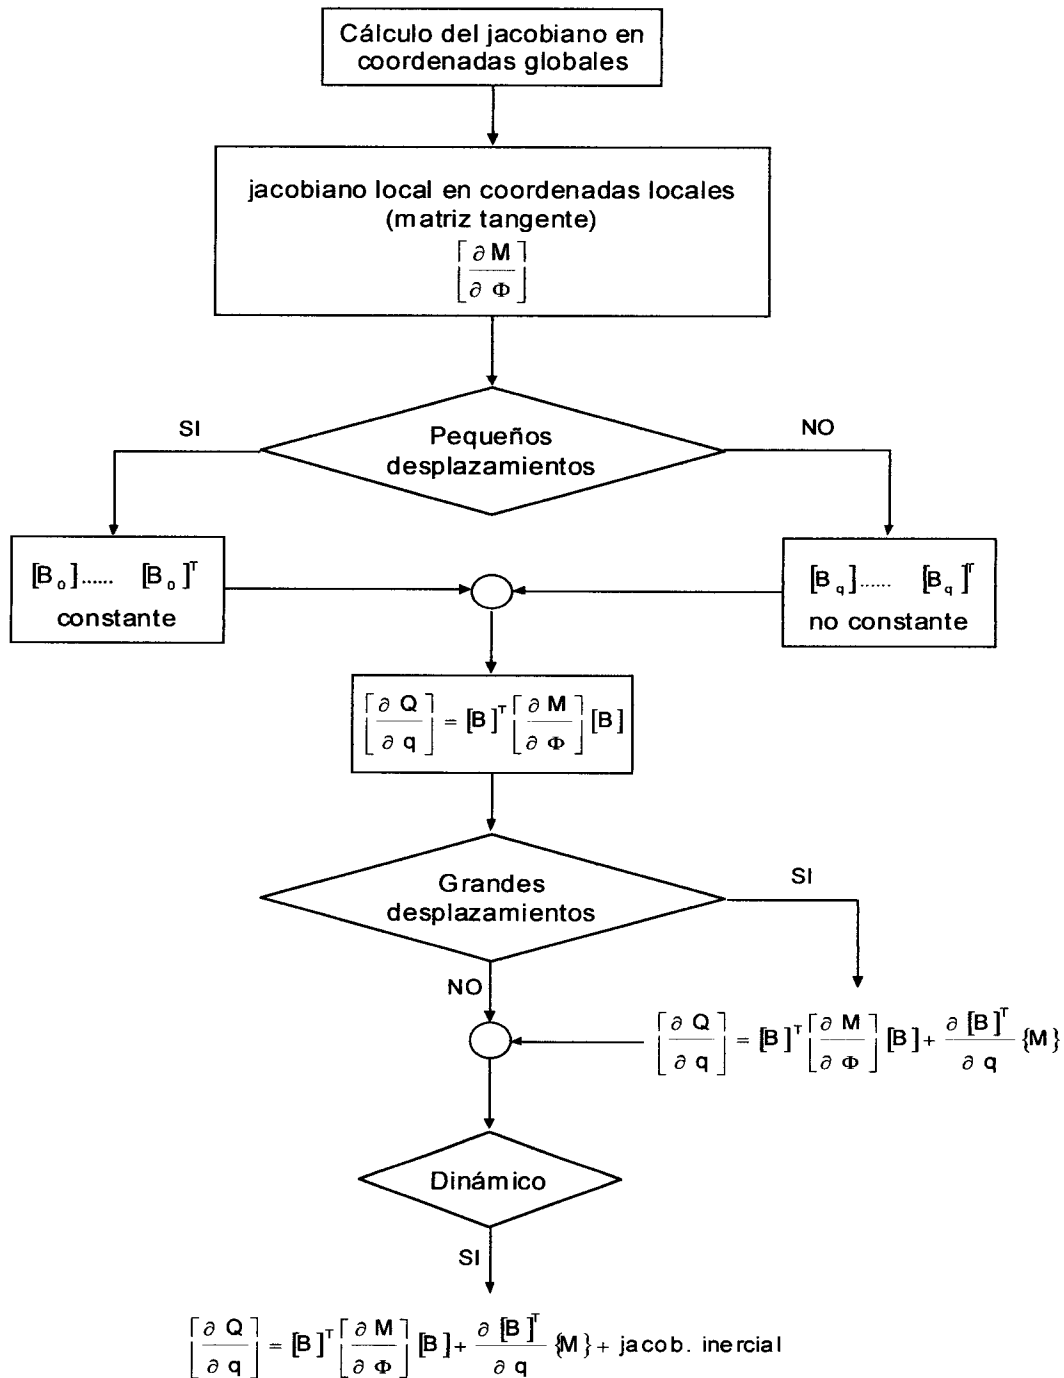 Cálculo del jacobiano en
coordenadas globales
jacobiano local en coordenadas locales
(matriz tangente)
[∂ M / ∂ Φ]
Pequeños
desplazamientos
SI
NO
[B₀]...... [B₀]ᵀ
constante
[B_q]...... [B_q]ᵀ
no constante
[∂ Q / ∂ q] = [B]ᵀ [∂ M / ∂ Φ] [B]
Grandes
desplazamientos
SI
NO
[∂ Q / ∂ q] = [B]ᵀ [∂ M / ∂ Φ] [B] + ∂ [B]ᵀ / ∂ q {M}
Dinámico
SI
[∂ Q / ∂ q] = [B]ᵀ [∂ M / ∂ Φ] [B] + ∂ [B]ᵀ / ∂ q {M} + jacob. inercial